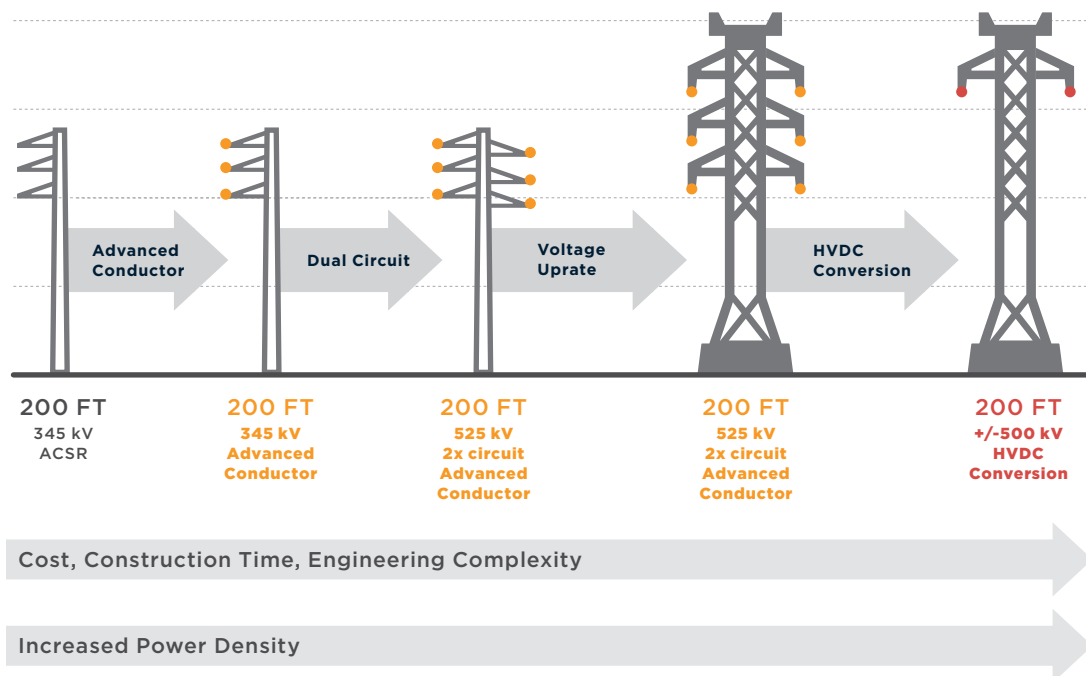 Advanced
Conductor
Dual Circuit
Voltage
Uprate
HVDC
Conversion
200 FT
345 kV
ACSR
200 FT
345 kV
Advanced
Conductor
200 FT
525 kV
2x circuit
Advanced
Conductor
200 FT
525 kV
2x circuit
Advanced
Conductor
200 FT
+/-500 kV
HVDC
Conversion
Cost, Construction Time, Engineering Complexity
Increased Power Density